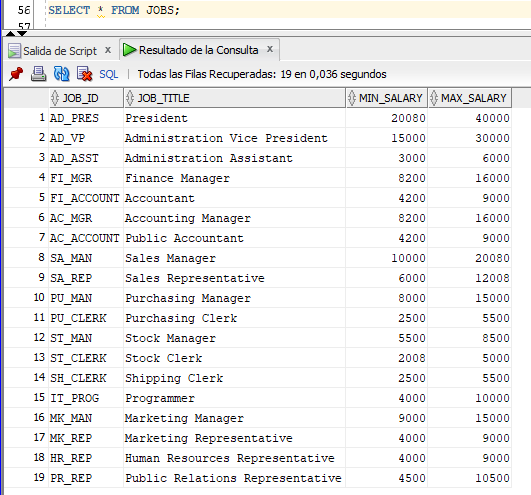 56 SELECT * FROM JOBS;
57
Salida de Script x Resultado de la Consulta x
SQL | Todas las Filas Recuperadas: 19 en 0,036 segundos
JOB_ID JOB_TITLE MIN_SALARY MAX_SALARY
1 AD_PRES President 20080 40000
2 AD_VP Administration Vice President 15000 30000
3 AD_ASST Administration Assistant 3000 6000
4 FI_MGR Finance Manager 8200 16000
5 FI_ACCOUNT Accountant 4200 9000
6 AC_MGR Accounting Manager 8200 16000
7 AC_ACCOUNT Public Accountant 4200 9000
8 SA_MAN Sales Manager 10000 20080
9 SA_REP Sales Representative 6000 12008
10 PU_MAN Purchasing Manager 8000 15000
11 PU_CLERK Purchasing Clerk 2500 5500
12 ST_MAN Stock Manager 5500 8500
13 ST_CLERK Stock Clerk 2008 5000
14 SH_CLERK Shipping Clerk 2500 5500
15 IT_PROG Programmer 4000 10000
16 MK_MAN Marketing Manager 9000 15000
17 MK_REP Marketing Representative 4000 9000
18 HR_REP Human Resources Representative 4000 9000
19 PR_REP Public Relations Representative 4500 10500